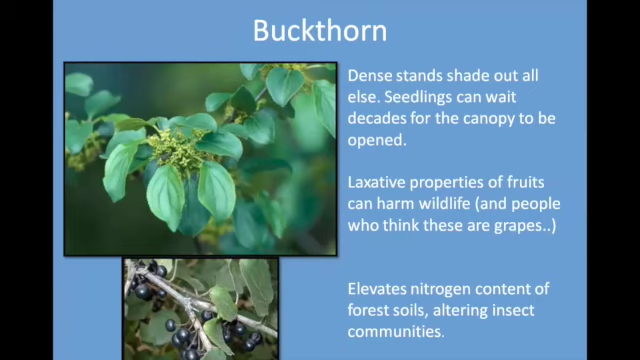 Buckthorn
Dense stands shade out all
else. Seedlings can wait
decades for the canopy to be
opened.
Laxative properties of fruits
can harm wildlife (and people
who think these are grapes..)
Elevates nitrogen content of
forest soils, altering insect
communities.